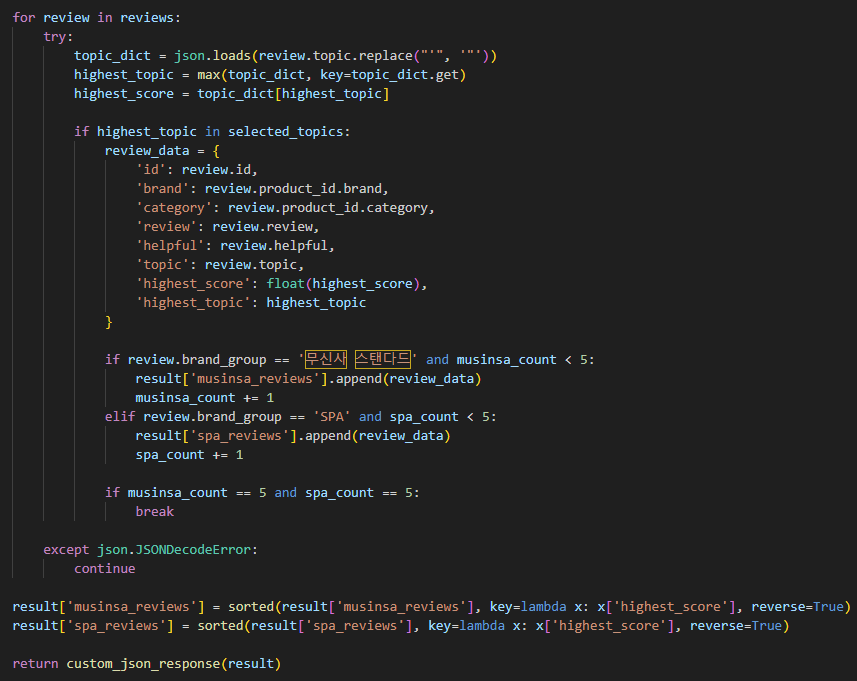 for review in reviews:
    try:
        topic_dict = json.loads(review.topic.replace("'", '"'))
        highest_topic = max(topic_dict, key=topic_dict.get)
        highest_score = topic_dict[highest_topic]

        if highest_topic in selected_topics:
            review_data = {
                'id': review.id,
                'brand': review.product_id.brand,
                'category': review.product_id.category,
                'review': review.review,
                'helpful': review.helpful,
                'topic': review.topic,
                'highest_score': float(highest_score),
                'highest_topic': highest_topic
            }

            if review.brand_group == '무신사 스탠다드' and musinsa_count < 5:
                result['musinsa_reviews'].append(review_data)
                musinsa_count += 1
            elif review.brand_group == 'SPA' and spa_count < 5:
                result['spa_reviews'].append(review_data)
                spa_count += 1

            if musinsa_count == 5 and spa_count == 5:
                break

    except json.JSONDecodeError:
        continue

result['musinsa_reviews'] = sorted(result['musinsa_reviews'], key=lambda x: x['highest_score'], reverse=True)
result['spa_reviews'] = sorted(result['spa_reviews'], key=lambda x: x['highest_score'], reverse=True)

return custom_json_response(result)